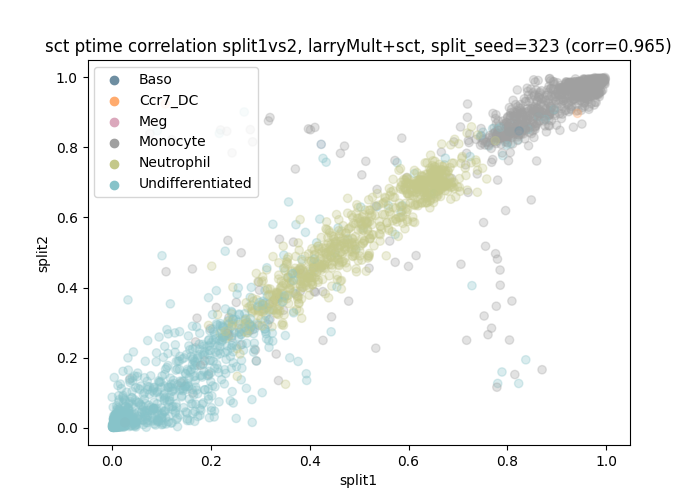 sct ptime correlation split1vs2, larryMult+sct, split_seed=323 (corr=0.965)
Baso
Ccr7_DC
Meg
Monocyte
Neutrophil
Undifferentiated
1.0
0.8
0.6
0.4
0.2
0.0
split2
0.0 0.2 0.4 0.6 0.8 1.0
split1